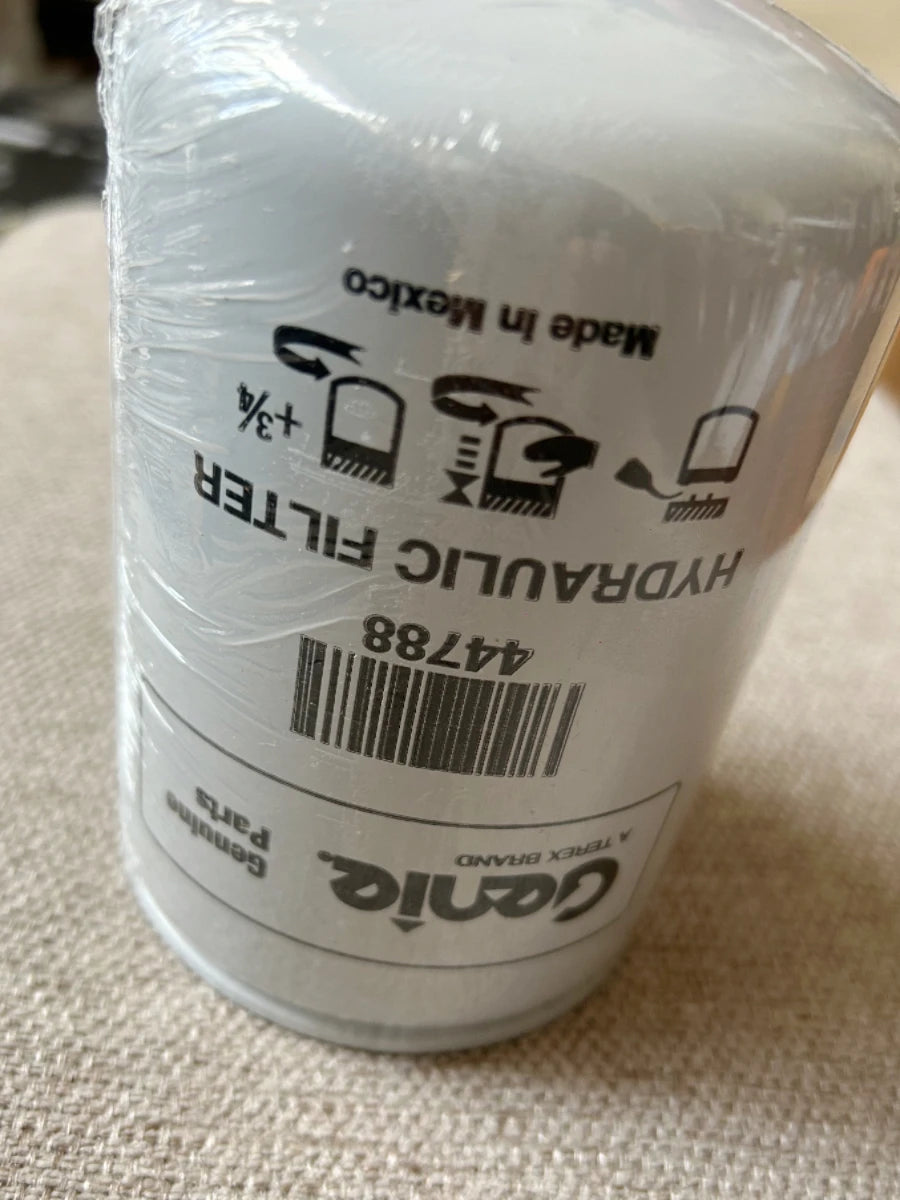 Genie
A TEREX BRAND
Genuine
Parts
44788
HYDRAULIC FILTER
+¾
Made In Mexico